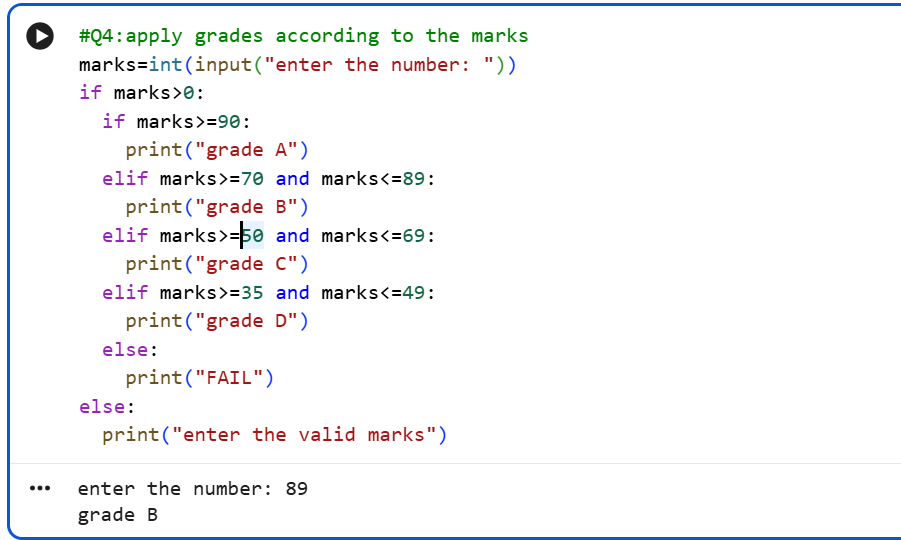 #Q4:apply grades according to the marks
marks=int(input("enter the number: "))
if marks>0:
  if marks>=90:
    print("grade A")
  elif marks>=70 and marks<=89:
    print("grade B")
  elif marks>=50 and marks<=69:
    print("grade C")
  elif marks>=35 and marks<=49:
    print("grade D")
  else:
    print("FAIL")
else:
  print("enter the valid marks")
enter the number: 89
grade B